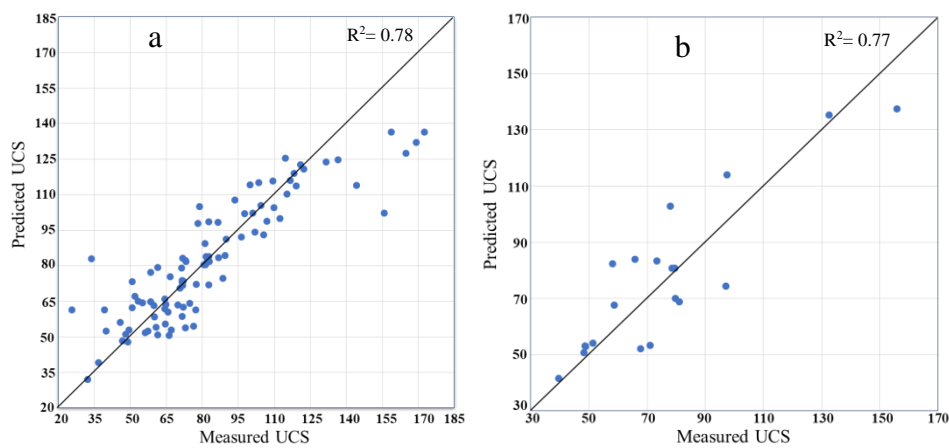 a
R²= 0.78
Predicted UCS
185
170
155
140
125
110
95
80
65
50
35
20
20 35 50 65 80 95 110 125 140 155 170 185
Measured UCS
b
R²= 0.77
Predicted UCS
170
150
130
110
90
70
50
30
30 50 70 90 110 130 150 170
Measured UCS